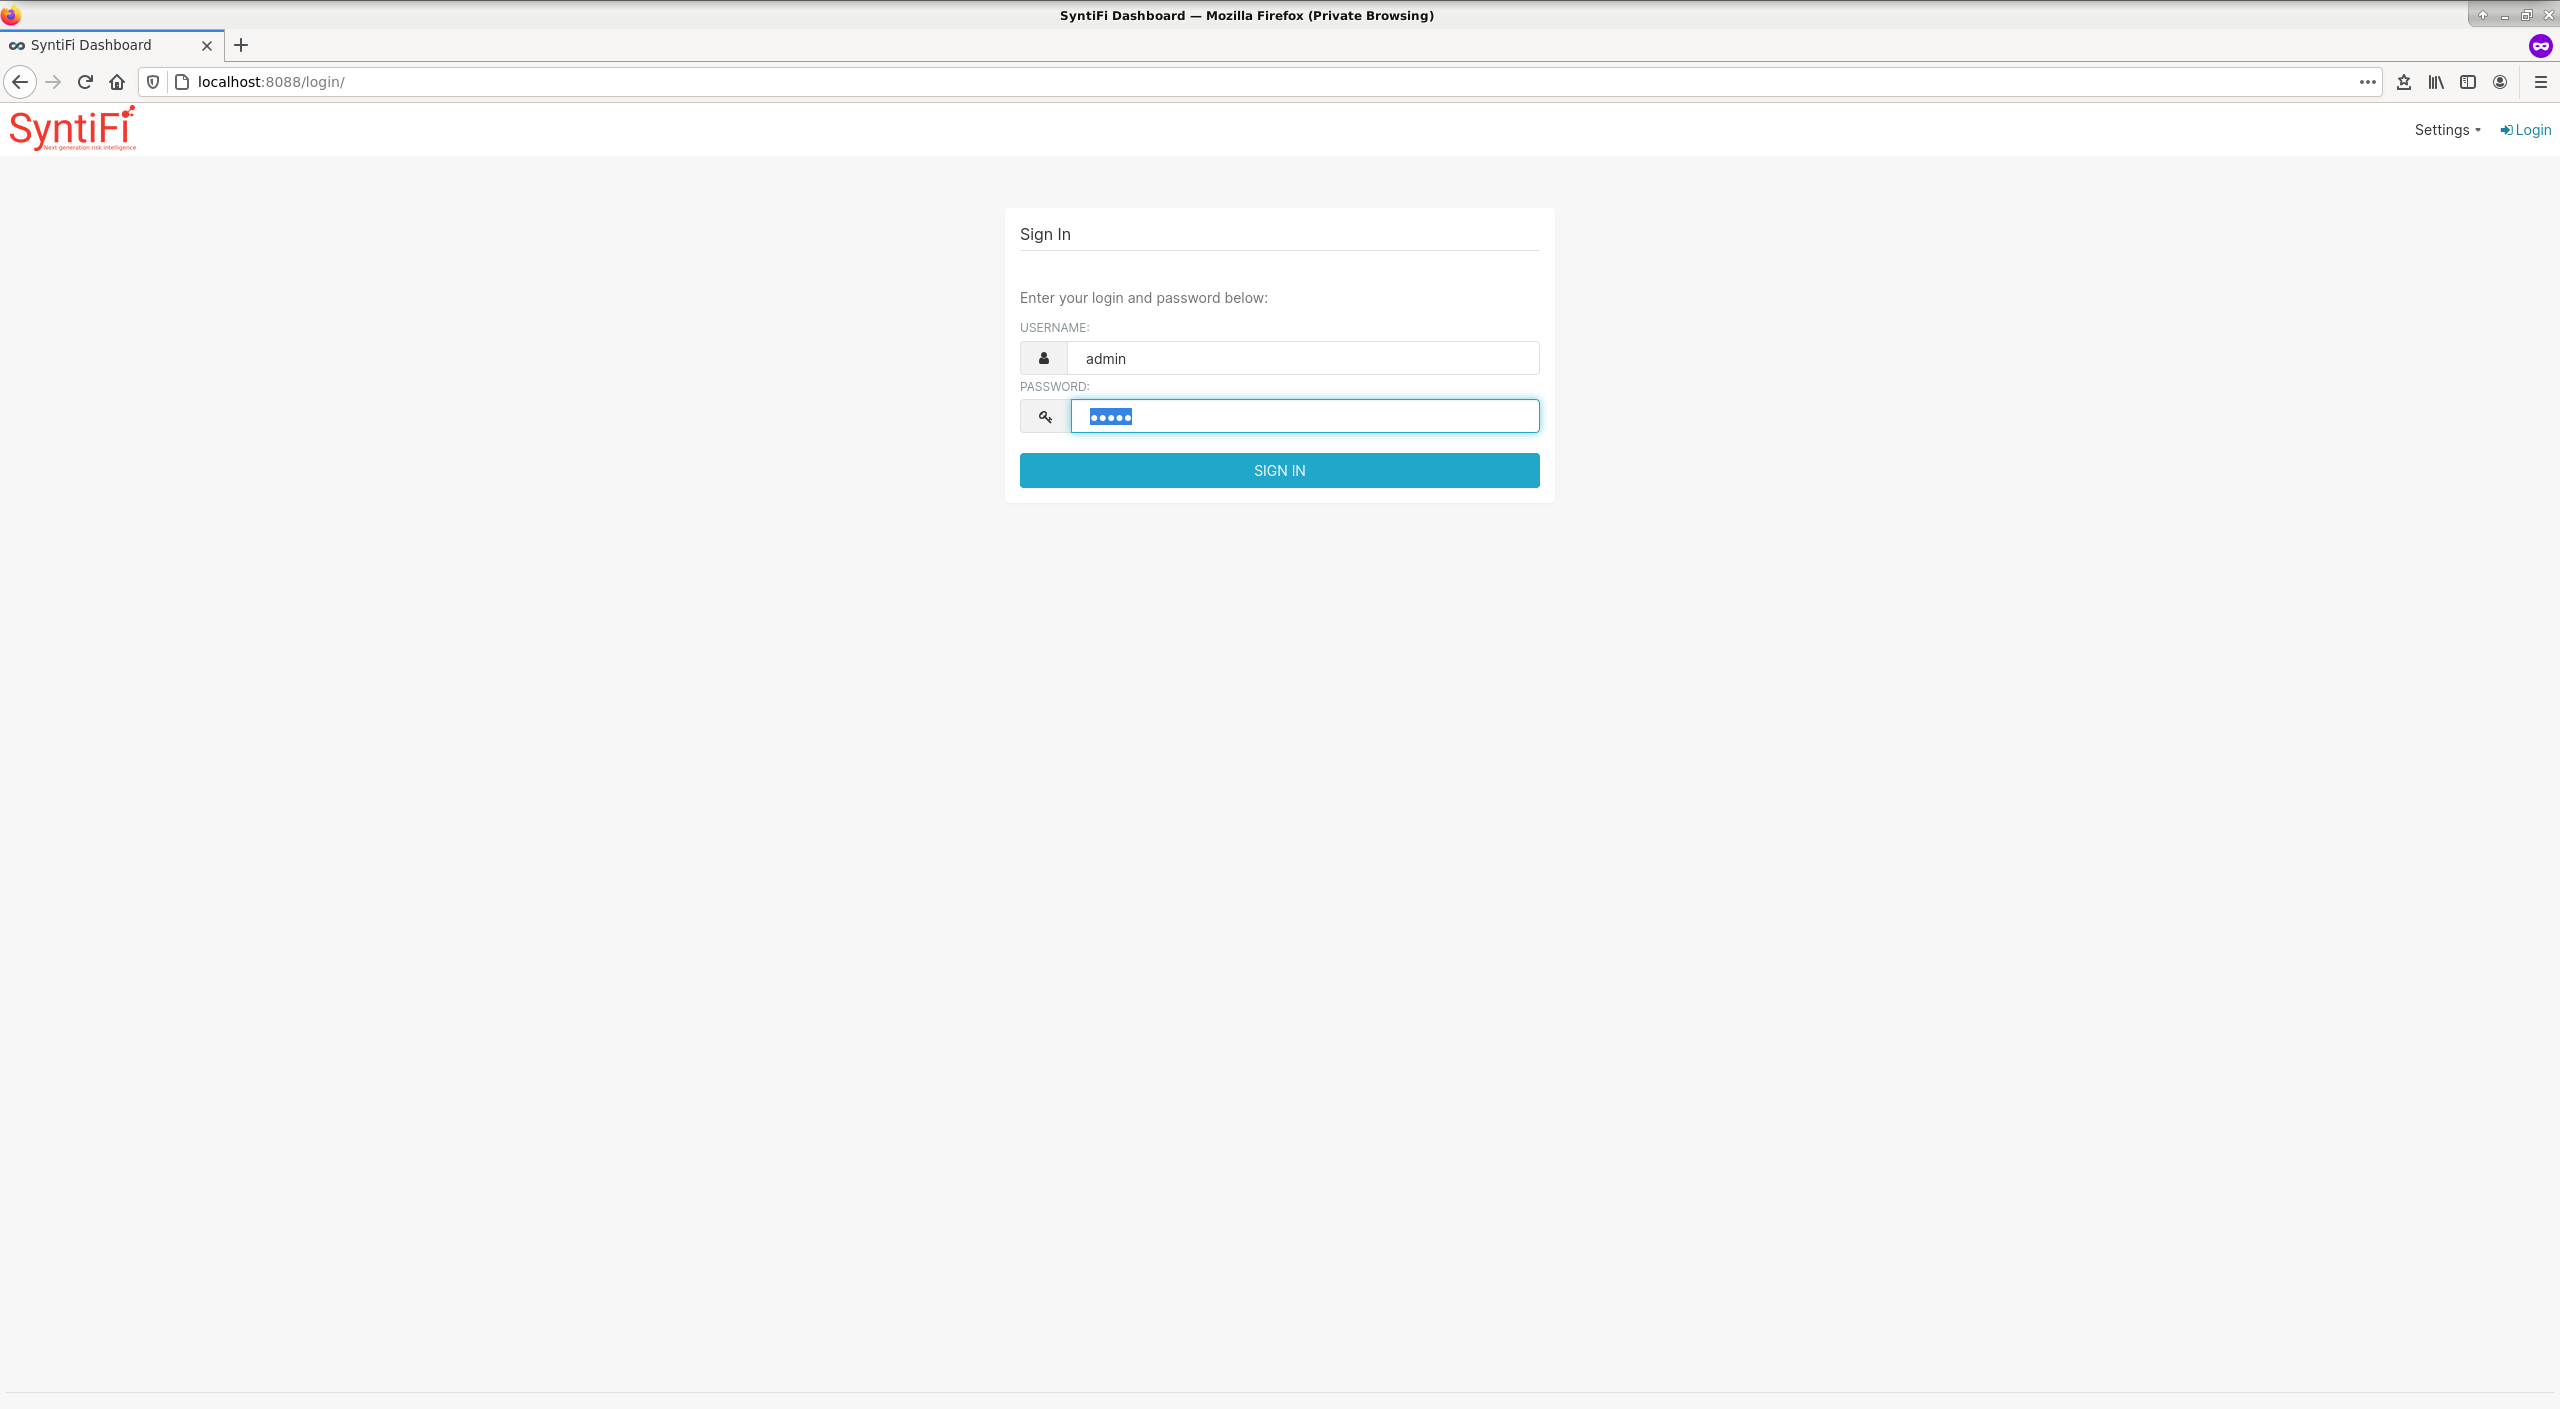 SyntiFi Dashboard — Mozilla Firefox (Private Browsing)
SyntiFi Dashboard
localhost:8088/login/
SyntiFi
Next generation risk intelligence
Settings
Login
Sign In
Enter your login and password below:
USERNAME:
admin
PASSWORD:
•••••
SIGN IN